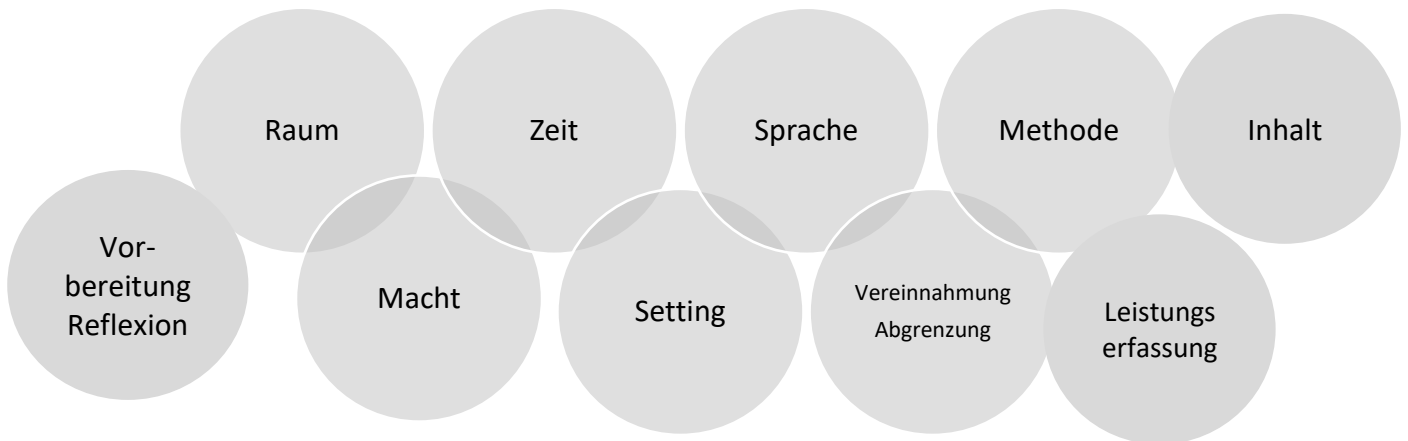 Raum
Zeit
Sprache
Methode
Inhalt
Vor-
bereitung
Reflexion
Macht
Setting
Vereinnahmung
Abgrenzung
Leistungs
erfassung